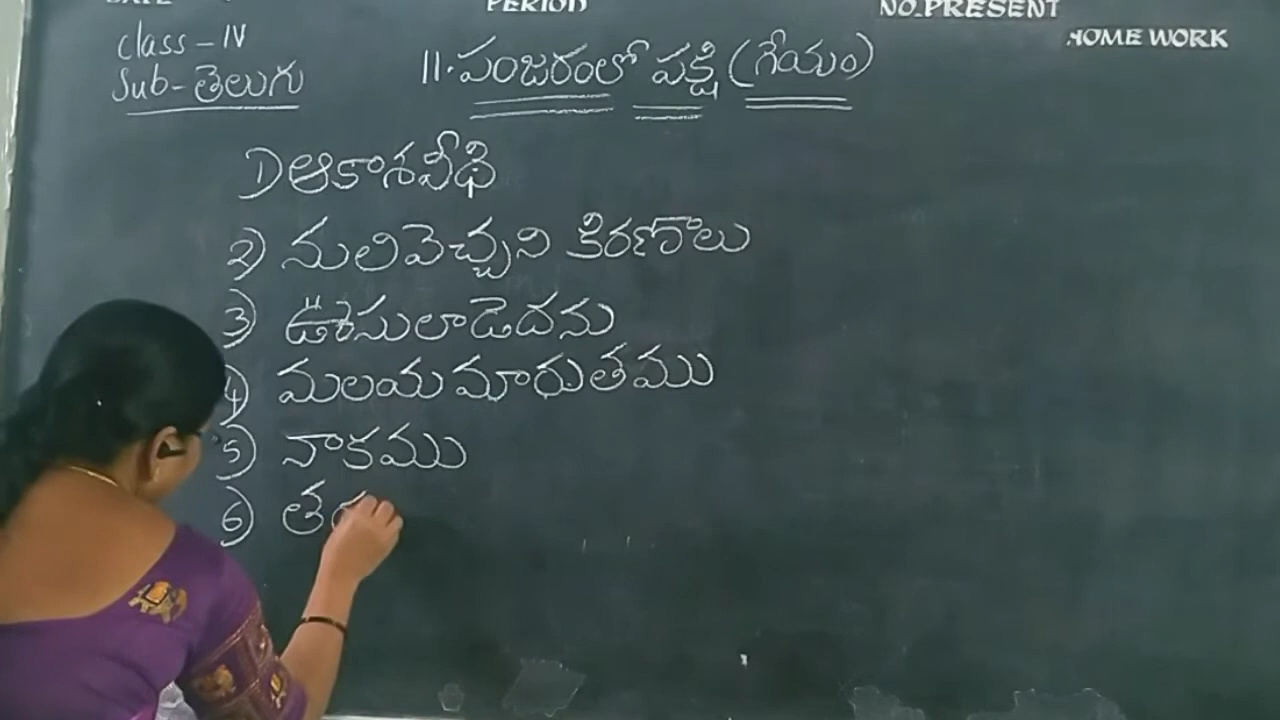 PERIOD
NO.PRESENT
HOME WORK
Class - IV
Sub - తెలుగు
11. పంజరంలో పక్షి (గేయం)
1) ఆకాశవీథి
2) నులివెచ్చని కిరణాలు
3) ఊసులాడెదను
4) మలయమారుతము
5) నాకము
6)